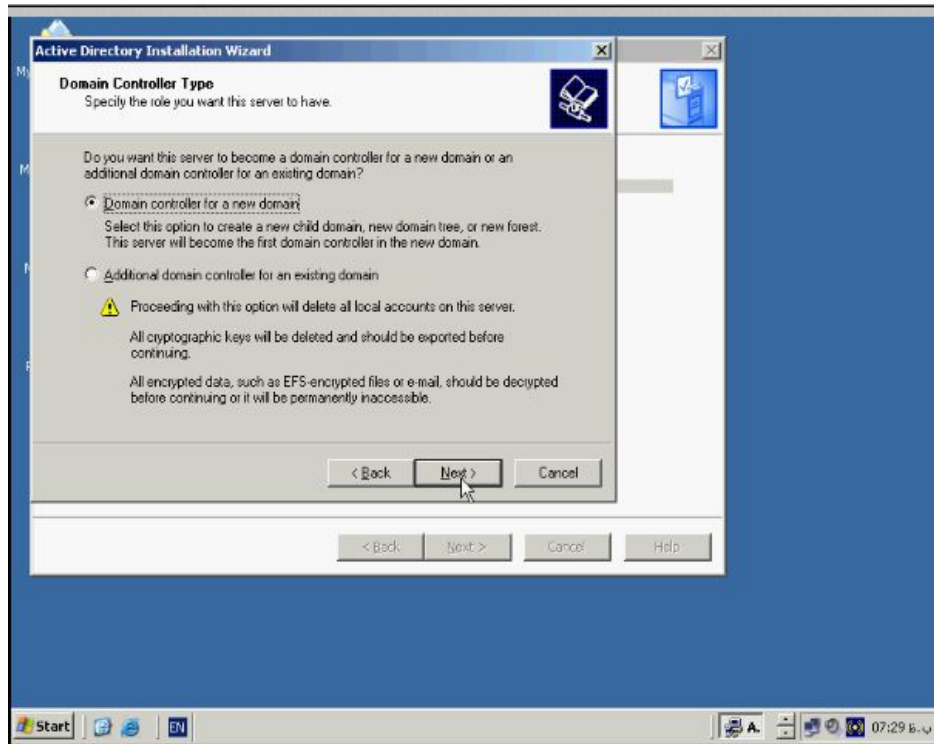 Active Directory Installation Wizard
Domain Controller Type
Specify the role you want this server to have.
Do you want this server to become a domain controller for a new domain or an
additional domain controller for an existing domain?
Domain controller for a new domain
Select this option to create a new child domain, new domain tree, or new forest.
This server will become the first domain controller in the new domain.
Additional domain controller for an existing domain
Proceeding with this option will delete all local accounts on this server.
All cryptographic keys will be deleted and should be exported before
continuing.
All encrypted data, such as EFS-encrypted files or e-mail, should be decrypted
before continuing or it will be permanently inaccessible.
< Back
Next >
Cancel
< Back
Next >
Cancel
Help
Start
EN
A.
07:29